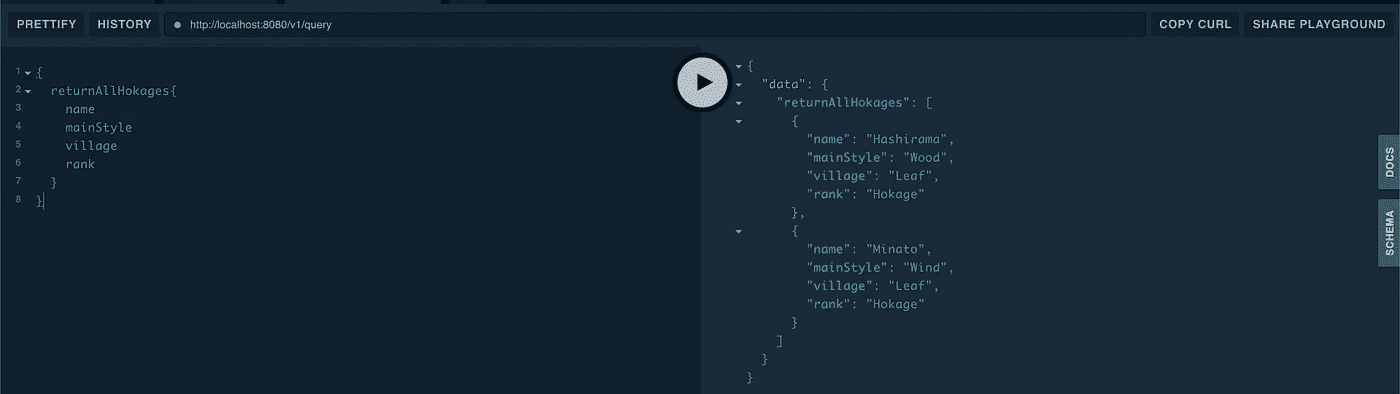 PRETTIFY HISTORY http://localhost:8080/v1/query COPY CURL SHARE PLAYGROUND
1 {
2 returnAllHokages{
3 name
4 mainStyle
5 village
6 rank
7 }
8 }
{
"data": {
"returnAllHokages": [
{
"name": "Hashirama",
"mainStyle": "Wood",
"village": "Leaf",
"rank": "Hokage"
},
{
"name": "Minato",
"mainStyle": "Wind",
"village": "Leaf",
"rank": "Hokage"
}
]
}
}
DOCS
SCHEMA